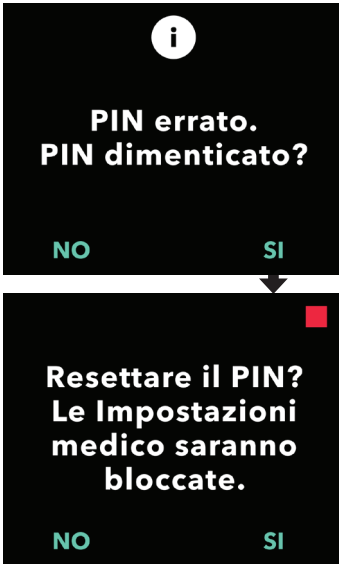 i
PIN errato.
PIN dimenticato?
NO SI
Resettare il PIN?
Le Impostazioni
medico saranno
bloccate.
NO SI